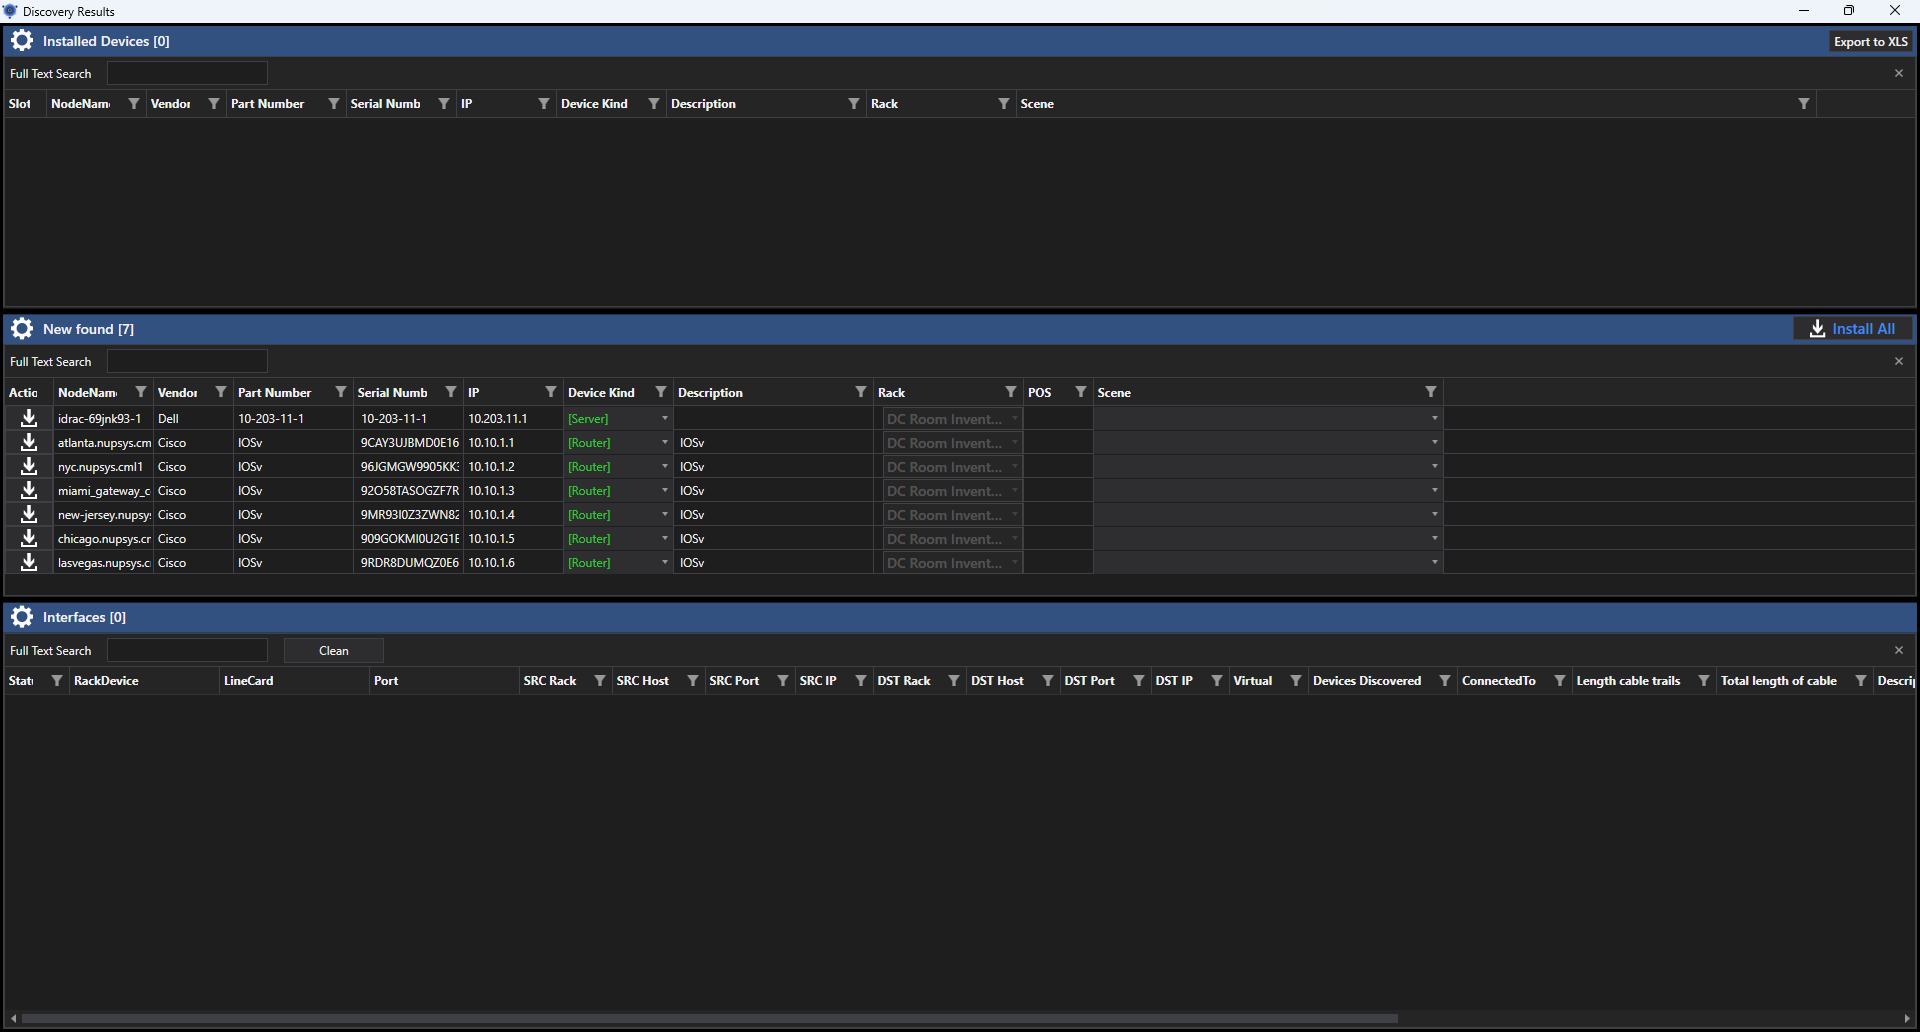 Discovery Results
Installed Devices [0] Export to XLS
Full Text Search
Slot NodeNam Vendor Part Number Serial Numb IP Device Kind Description Rack Scene
New found [7] Install All
Full Text Search
Actio NodeNam Vendor Part Number Serial Numb IP Device Kind Description Rack POS Scene
idrac-69jnk93-1 Dell 10-203-11-1 10-203-11-1 10.203.11.1 [Server] DC Room Invent...
atlanta.nupsys.cm Cisco IOSv 9CAY3UJBMD0E16 10.10.1.1 [Router] IOSv DC Room Invent...
nyc.nupsys.cml1 Cisco IOSv 96JGMGW9905KK 10.10.1.2 [Router] IOSv DC Room Invent...
miami_gateway_c Cisco IOSv 92O58TASOGZF7R 10.10.1.3 [Router] IOSv DC Room Invent...
new-jersey.nupsy Cisco IOSv 9MR93I0Z3ZWN82 10.10.1.4 [Router] IOSv DC Room Invent...
chicago.nupsys.cr Cisco IOSv 909GOKMI0U2G1E 10.10.1.5 [Router] IOSv DC Room Invent...
lasvegas.nupsys.c Cisco IOSv 9RDR8DUMQZ0E6 10.10.1.6 [Router] IOSv DC Room Invent...
Interfaces [0]
Full Text Search Clean
Statu RackDevice LineCard Port SRC Rack SRC Host SRC Port SRC IP DST Rack DST Host DST Port DST IP Virtual Devices Discovered ConnectedTo Length cable trails Total length of cable Descrip